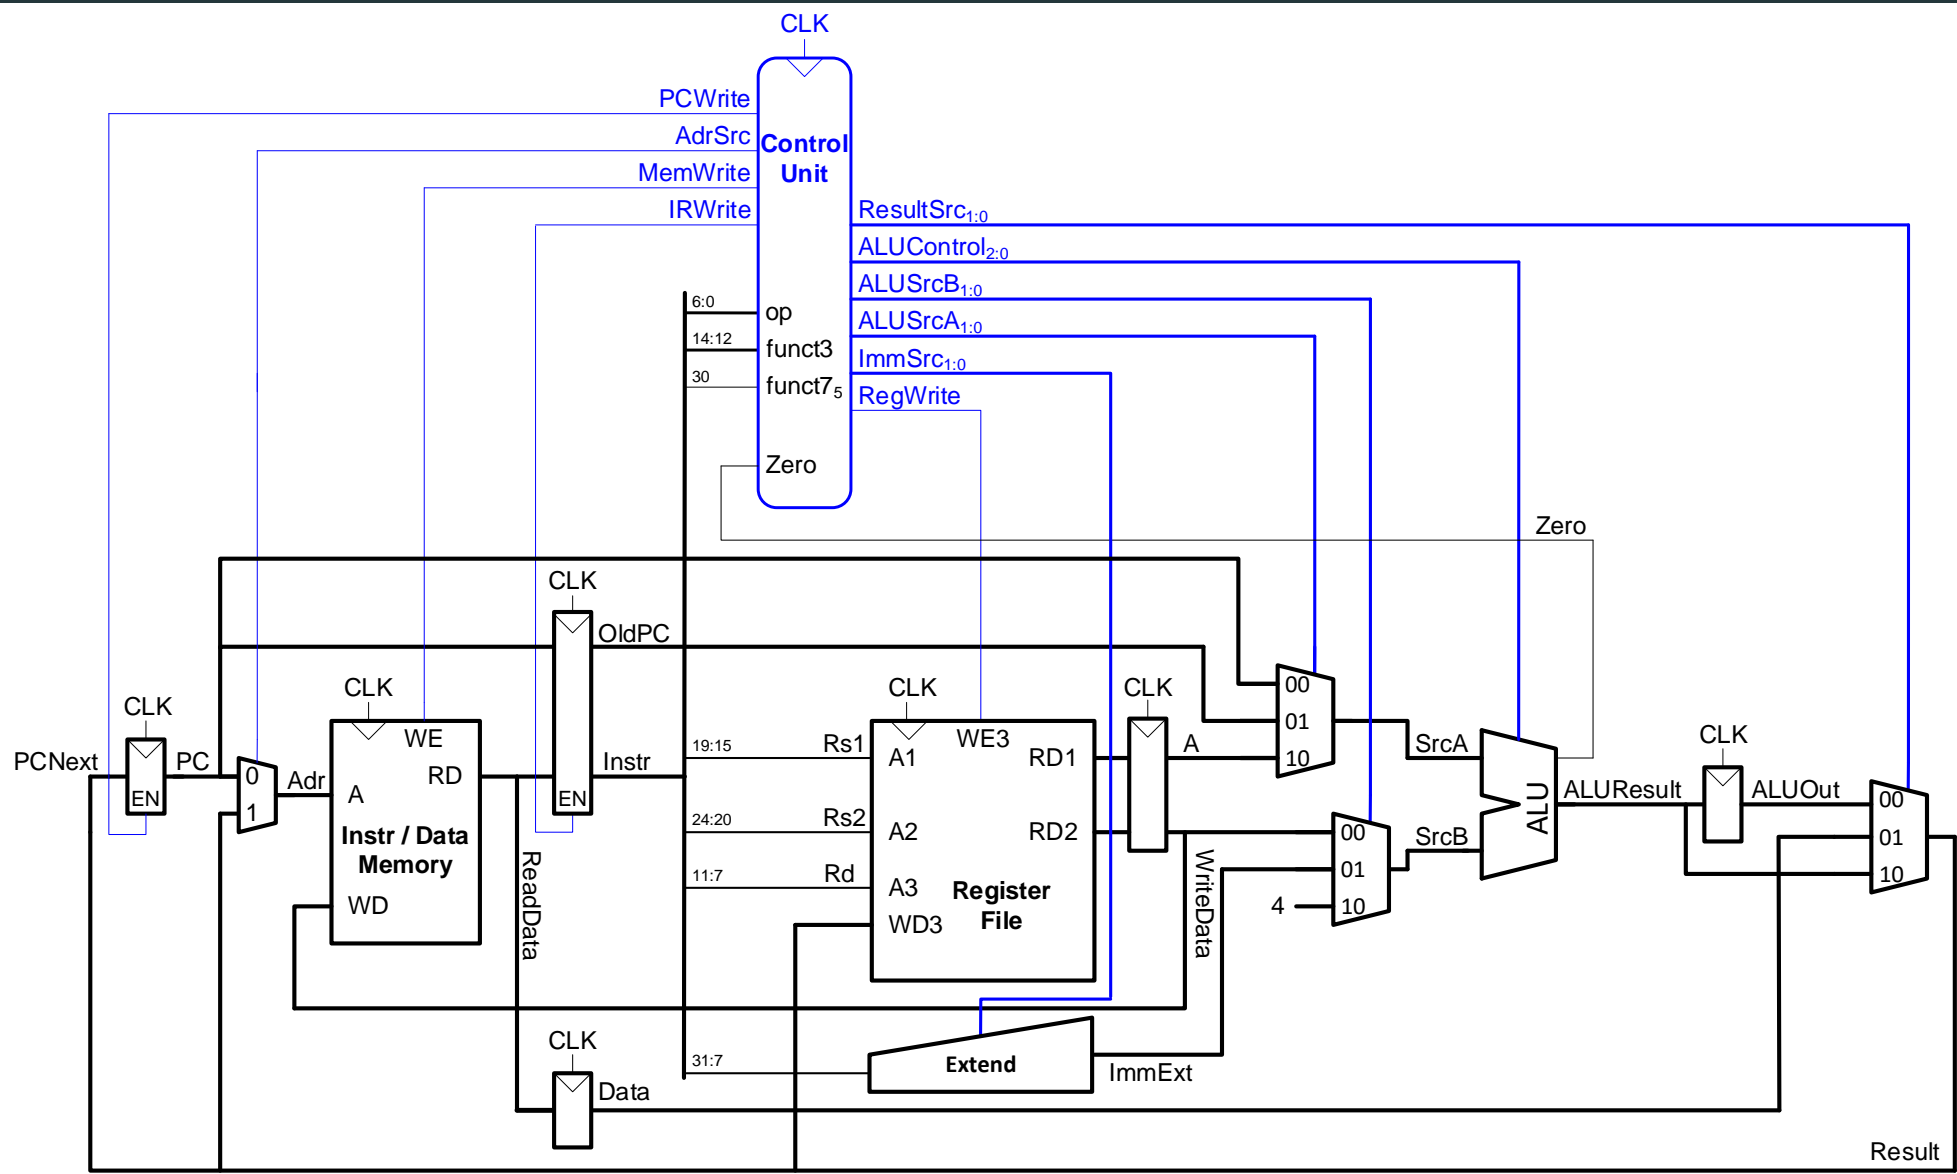 CLK
PCWrite
AdrSrc
MemWrite
IRWrite
Control
Unit
ResultSrc1:0
ALUControl2:0
ALUSrcB1:0
ALUSrcA1:0
ImmSrc1:0
RegWrite
6:0
op
14:12
funct3
30
funct75
Zero
Zero
CLK
OldPC
CLK
PCNext
PC
EN
0
1
Adr
CLK
WE
RD
A
Instr / Data
Memory
WD
EN
Instr
ReadData
19:15
Rs1
24:20
Rs2
11:7
Rd
31:7
CLK
WE3
A1
RD1
A2
RD2
A3
WD3
Register
File
CLK
A
WriteData
00
01
10
SrcA
00
01
4
10
SrcB
ALU
ALUResult
CLK
ALUOut
00
01
10
Extend
ImmExt
CLK
Data
Result